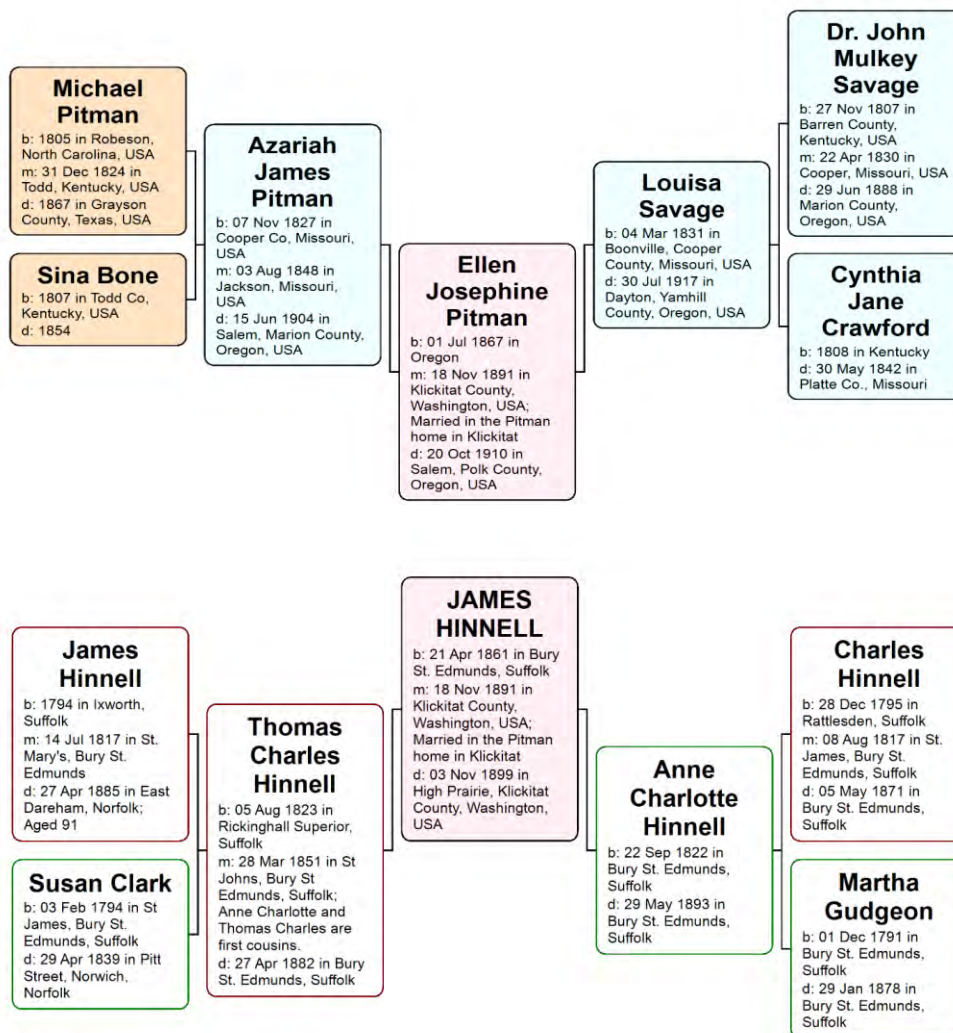 Michael
Pitman
b: 1805 in Robeson,
North Carolina, USA
m: 31 Dec 1824 in
Todd, Kentucky, USA
d: 1867 in Grayson
County, Texas, USA
Sina Bone
b: 1807 in Todd Co,
Kentucky, USA
d: 1854
Azariah
James
Pitman
b: 07 Nov 1827 in
Cooper Co, Missouri,
USA
m: 03 Aug 1848 in
Jackson, Missouri,
USA
d: 15 Jun 1904 in
Salem, Marion County,
Oregon, USA
Ellen
Josephine
Pitman
b: 01 Jul 1867 in
Oregon
m: 18 Nov 1891 in
Klickitat County,
Washington, USA;
Married in the Pitman
home in Klickitat
d: 20 Oct 1910 in
Salem, Polk County,
Oregon, USA
Louisa
Savage
b: 04 Mar 1831 in
Boonville, Cooper
County, Missouri, USA
d: 30 Jul 1917 in
Dayton, Yamhill
County, Oregon, USA
Dr. John
Mulkey
Savage
b: 27 Nov 1807 in
Barren County,
Kentucky, USA
m: 22 Apr 1830 in
Cooper, Missouri, USA
d: 29 Jun 1888 in
Marion County,
Oregon, USA
Cynthia
Jane
Crawford
b: 1808 in Kentucky
d: 30 May 1842 in
Platte Co., Missouri
James
Hinnell
b: 1794 in Ixworth,
Suffolk
m: 14 Jul 1817 in St.
Mary's, Bury St.
Edmunds
d: 27 Apr 1885 in East
Dareham, Norfolk;
Aged 91
Susan Clark
b: 03 Feb 1794 in St
James, Bury St.
Edmunds, Suffolk
d: 29 Apr 1839 in Pitt
Street, Norwich,
Norfolk
Thomas
Charles
Hinnell
b: 05 Aug 1823 in
Rickinghall Superior,
Suffolk
m: 28 Mar 1851 in St
Johns, Bury St
Edmunds, Suffolk;
Anne Charlotte and
Thomas Charles are
first cousins.
d: 27 Apr 1882 in Bury
St. Edmunds, Suffolk
JAMES
HINNELL
b: 21 Apr 1861 in Bury
St. Edmunds, Suffolk
m: 18 Nov 1891 in
Klickitat County,
Washington, USA;
Married in the Pitman
home in Klickitat
d: 03 Nov 1899 in
High Prairie, Klickitat
County, Washington,
USA
Anne
Charlotte
Hinnell
b: 22 Sep 1822 in
Bury St. Edmunds,
Suffolk
d: 29 May 1893 in
Bury St. Edmunds,
Suffolk
Charles
Hinnell
b: 28 Dec 1795 in
Rattlesden, Suffolk
m: 08 Aug 1817 in St.
James, Bury St.
Edmunds, Suffolk
d: 05 May 1871 in
Bury St. Edmunds,
Suffolk
Martha
Gudgeon
b: 01 Dec 1791 in
Bury St. Edmunds,
Suffolk
d: 29 Jan 1878 in
Bury St. Edmunds,
Suffolk